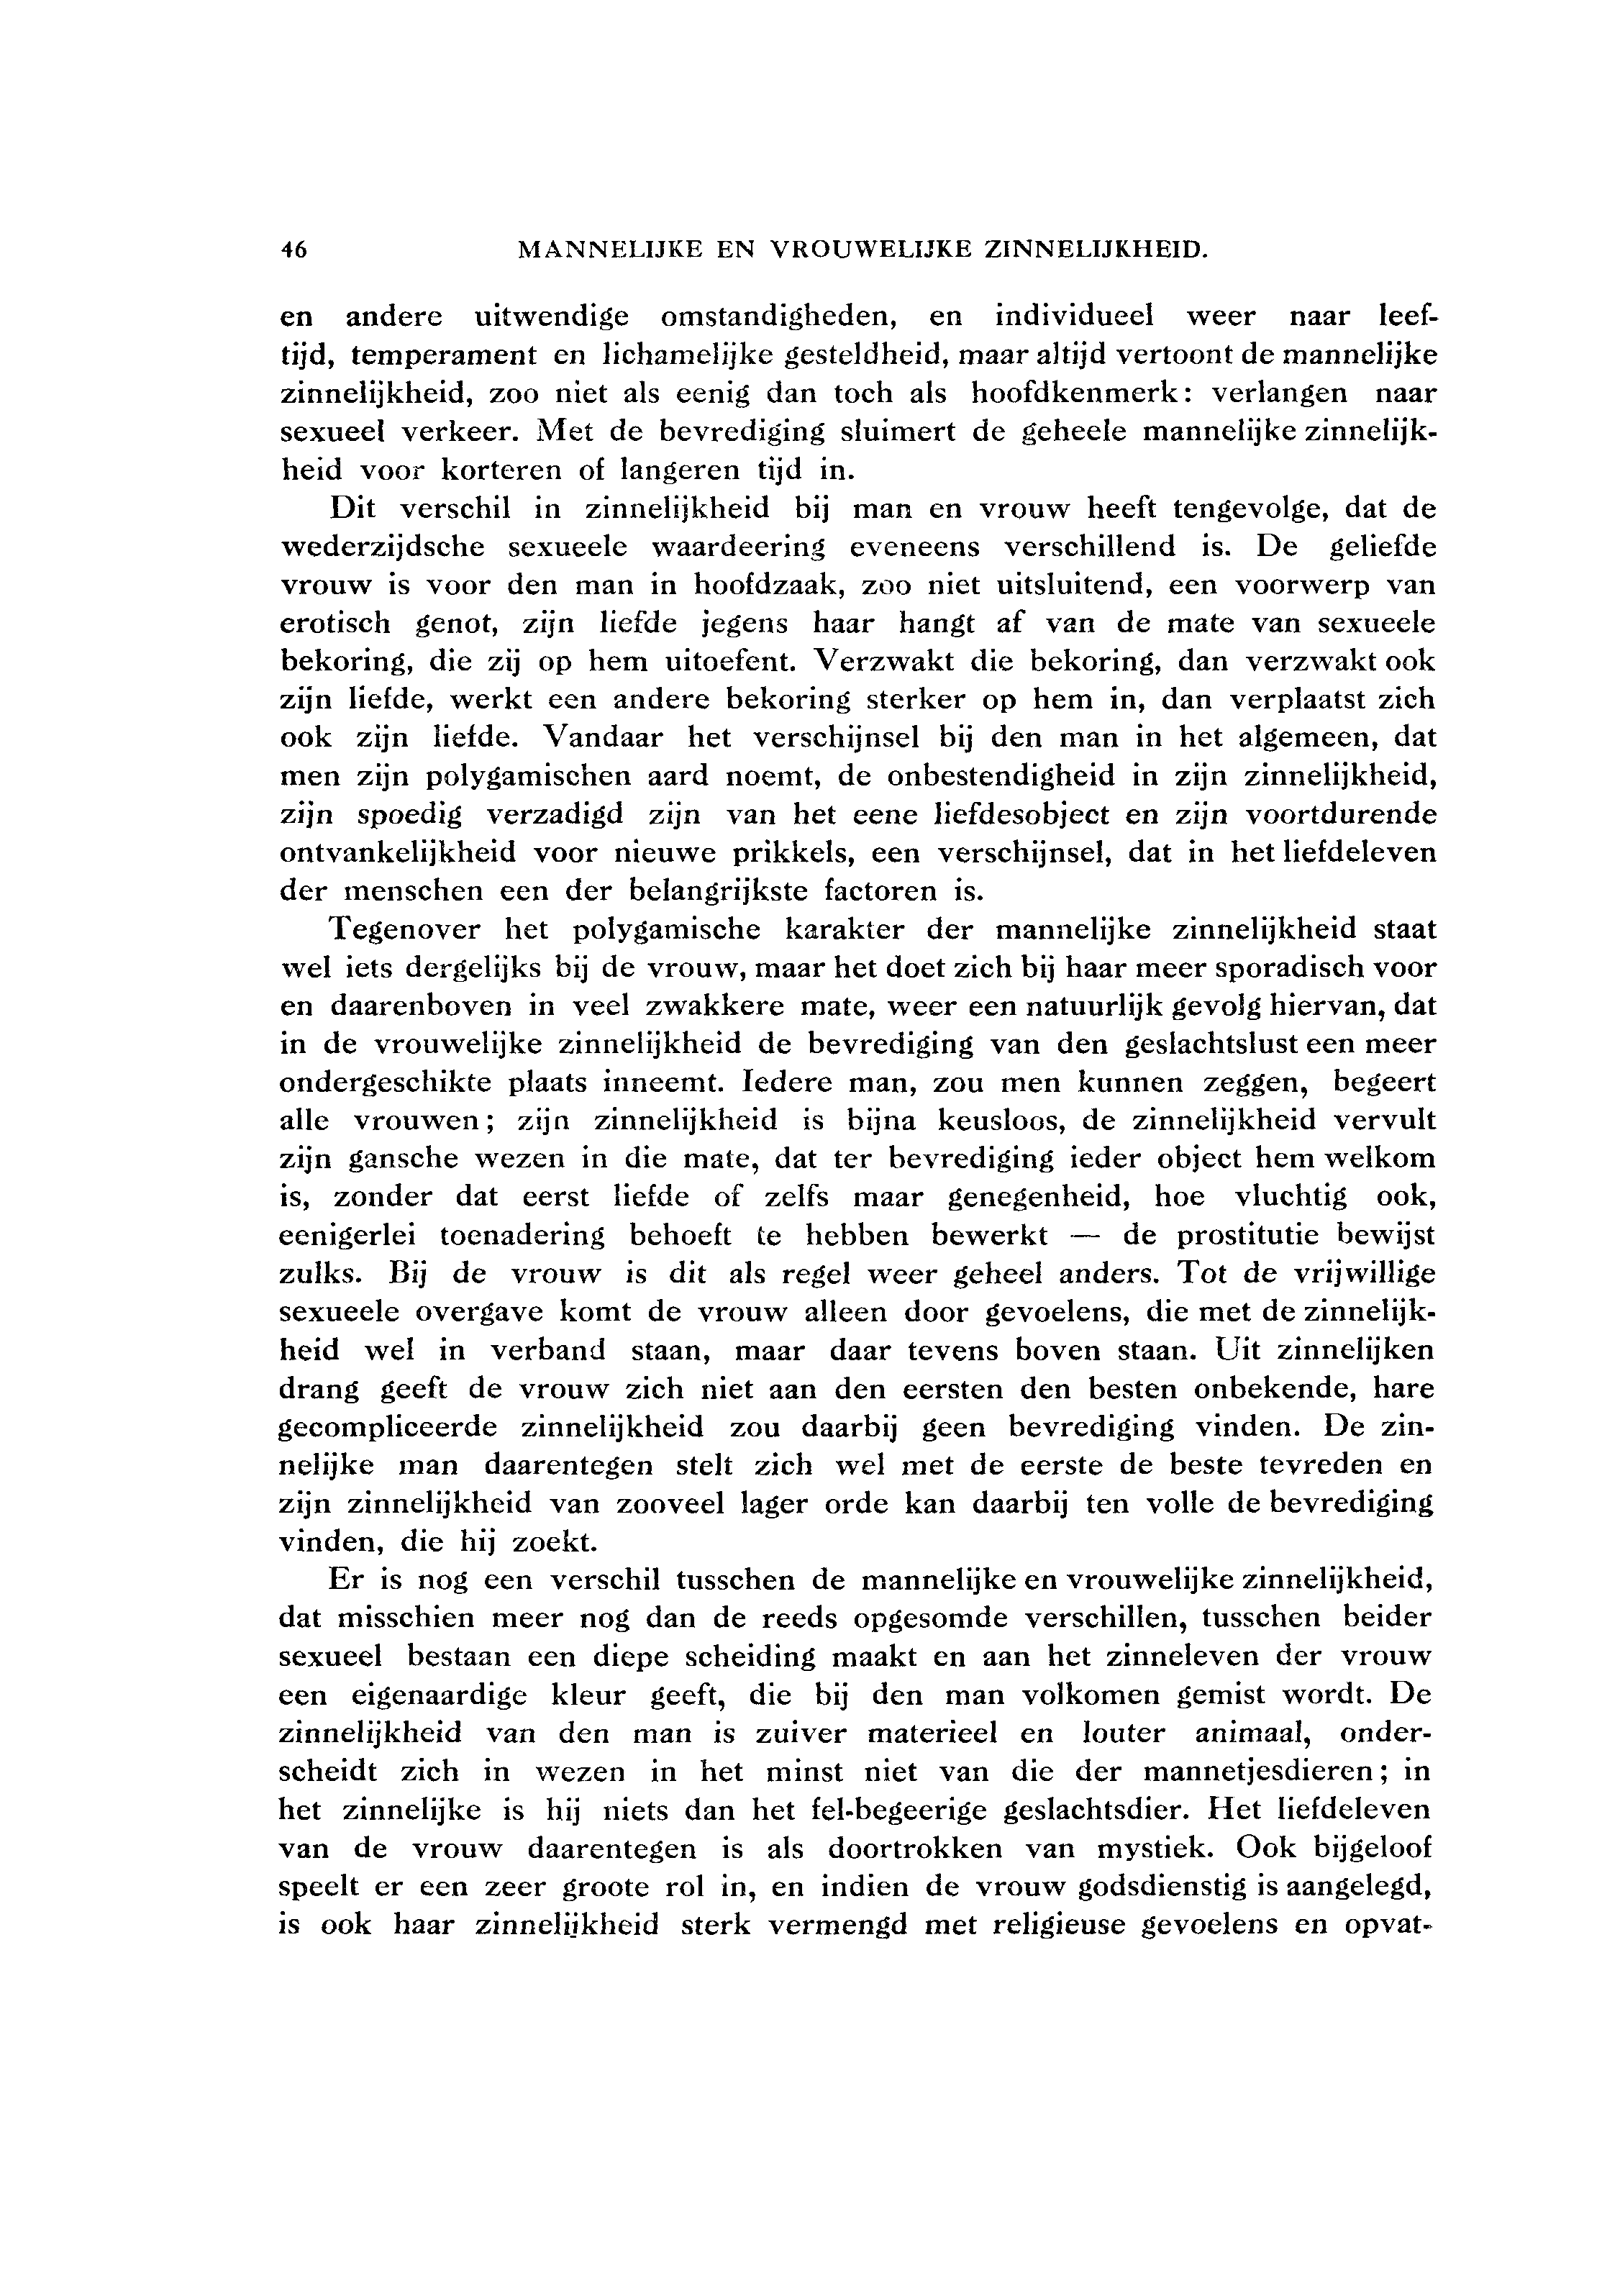 46 MANNELIJKE EN VROUWELIJKE ZINNELIJKHEID.
en andere uitwendige omstandigheden, en individueel weer naar leef-
tijd, temperament en lichamelijke gesteldheid, maar altijd vertoont de mannelijke
zinnelijkheid, zoo niet als eenig dan toch als hoofdkenmerk: verlangen naar
sexueel verkeer. Met de bevrediging sluimert de geheele mannelijke zinnelijk-
heid voor korteren of langeren tijd in.
Dit verschil in zinnelijkheid bij man en vrouw heeft tengevolge, dat de
wederzijdsche sexueele waardeering eveneens verschillend is. De geliefde
vrouw is voor den man in hoofdzaak, zoo niet uitsluitend, een voorwerp van
erotisch genot, zijn liefde jegens haar hangt af van de mate van sexueele
bekoring, die zij op hem uitoefent. Verzwakt die bekoring, dan verzwakt ook
zijn liefde, werkt een andere bekoring sterker op hem in, dan verplaatst zich
ook zijn liefde. Vandaar het verschijnsel bij den man in het algemeen, dat
men zijn polygamischen aard noemt, de onbestendigheid in zijn zinnelijkheid,
zijn spoedig verzadigd zijn van het eene liefdesobject en zijn voortdurende
ontvankelijkheid voor nieuwe prikkels, een verschijnsel, dat in het liefdeleven
der menschen een der belangrijkste factoren is.
Tegenover het polygamische karakter der mannelijke zinnelijkheid staat
wel iets dergelijks bij de vrouw, maar het doet zich bij haar meer sporadisch voor
en daarenboven in veel zwakkere mate, weer een natuurlijk gevolg hiervan, dat
in de vrouwelijke zinnelijkheid de bevrediging van den geslachtslust een meer
ondergeschikte plaats inneemt. Iedere man, zou men kunnen zeggen, begeert
alle vrouwen; zijn zinnelijkheid is bijna keusloos, de zinnelijkheid vervult
zijn gansche wezen in die mate, dat ter bevrediging ieder object hem welkom
is, zonder dat eerst liefde of zelfs maar genegenheid, hoe vluchtig ook,
eenigerlei toenadering behoeft te hebben bewerkt — de prostitutie bewijst
zulks. Bij de vrouw is dit als regel weer geheel anders. Tot de vrijwillige
sexueele overgave komt de vrouw alleen door gevoelens, die met de zinnelijk-
heid wel in verband staan, maar daar tevens boven staan. Uit zinnelijken
drang geeft de vrouw zich niet aan den eersten den besten onbekende, hare
gecompliceerde zinnelijkheid zou daarbij geen bevrediging vinden. De zin-
nelijke man daarentegen stelt zich wel met de eerste de beste tevreden en
zijn zinnelijkheid van zooveel lager orde kan daarbij ten volle de bevrediging
vinden, die hij zoekt.
Er is nog een verschil tusschen de mannelijke en vrouwelijke zinnelijkheid,
dat misschien meer nog dan de reeds opgesomde verschillen, tusschen beider
sexueel bestaan een diepe scheiding maakt en aan het zinneleven der vrouw
een eigenaardige kleur geeft, die bij den man volkomen gemist wordt. De
zinnelijkheid van den man is zuiver materieel en louter animaal, onder-
scheidt zich in wezen in het minst niet van die der mannetjesdieren; in
het zinnelijke is hij niets dan het fel-begeerige geslachtsdier. Het liefdeleven
van de vrouw daarentegen is als doortrokken van mystiek. Ook bijgeloof
speelt er een zeer groote rol in, en indien de vrouw godsdienstig is aangelegd,
is ook haar zinnelijkheid sterk vermengd met religieuse gevoelens en opvat-